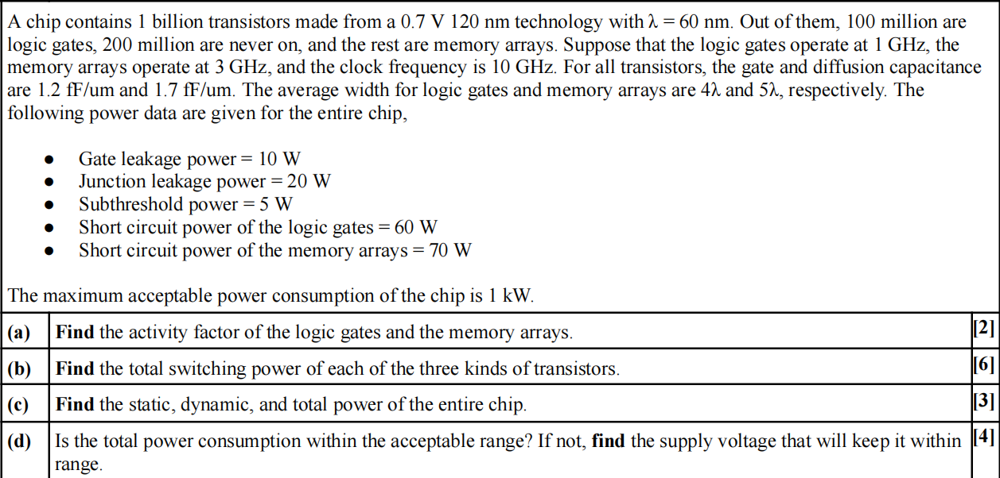 A chip contains 1 billion transistors made from a 0.7 V 120 nm technology with λ = 60 nm. Out of them, 100 million are
logic gates, 200 million are never on, and the rest are memory arrays. Suppose that the logic gates operate at 1 GHz, the
memory arrays operate at 3 GHz, and the clock frequency is 10 GHz. For all transistors, the gate and diffusion capacitance
are 1.2 fF/um and 1.7 fF/um. The average width for logic gates and memory arrays are 4λ and 5λ, respectively. The
following power data are given for the entire chip,
● Gate leakage power = 10 W
● Junction leakage power = 20 W
● Subthreshold power = 5 W
● Short circuit power of the logic gates = 60 W
● Short circuit power of the memory arrays = 70 W
The maximum acceptable power consumption of the chip is 1 kW.
(a) Find the activity factor of the logic gates and the memory arrays. [2]
(b) Find the total switching power of each of the three kinds of transistors. [6]
(c) Find the static, dynamic, and total power of the entire chip. [3]
(d) Is the total power consumption within the acceptable range? If not, find the supply voltage that will keep it within [4]
range.